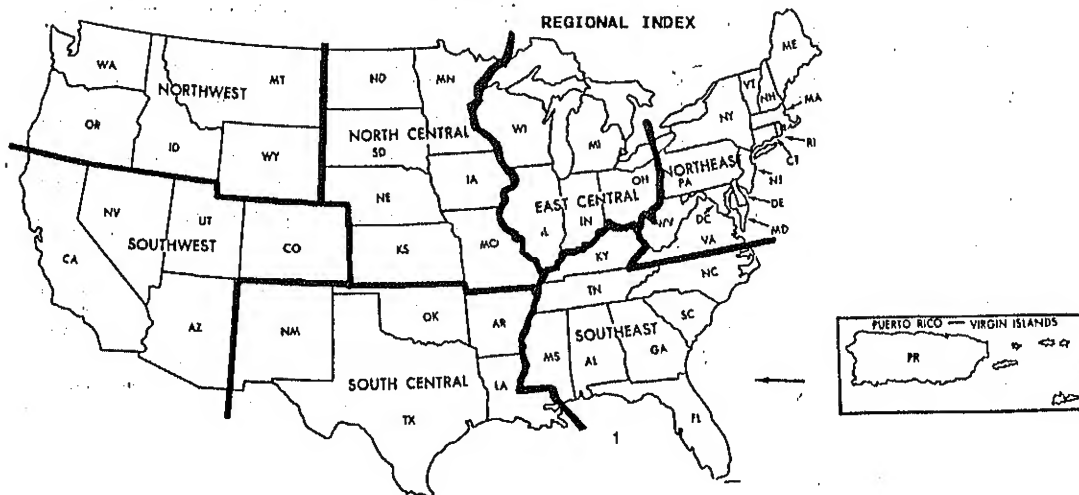 REGIONAL INDEX
WA
MT
ND
MN
ME
NORTHWEST
VT
NH
MA
OR
ID
WY
NORTH CENTRAL
SD
WI
MI
NY
RI
CT
NORTHEAST
PA
NJ
OH
IA
NE
EAST CENTRAL
IL
IN
DE
WV
DC
VA
MD
NV
UT
SOUTHWEST
CO
KS
MO
KY
CA
NC
TN
AZ
NM
OK
AR
SOUTHEAST
SC
MS
AL
GA
SOUTH CENTRAL
LA
TX
FL
1
PUERTO RICO — VIRGIN ISLANDS
PR